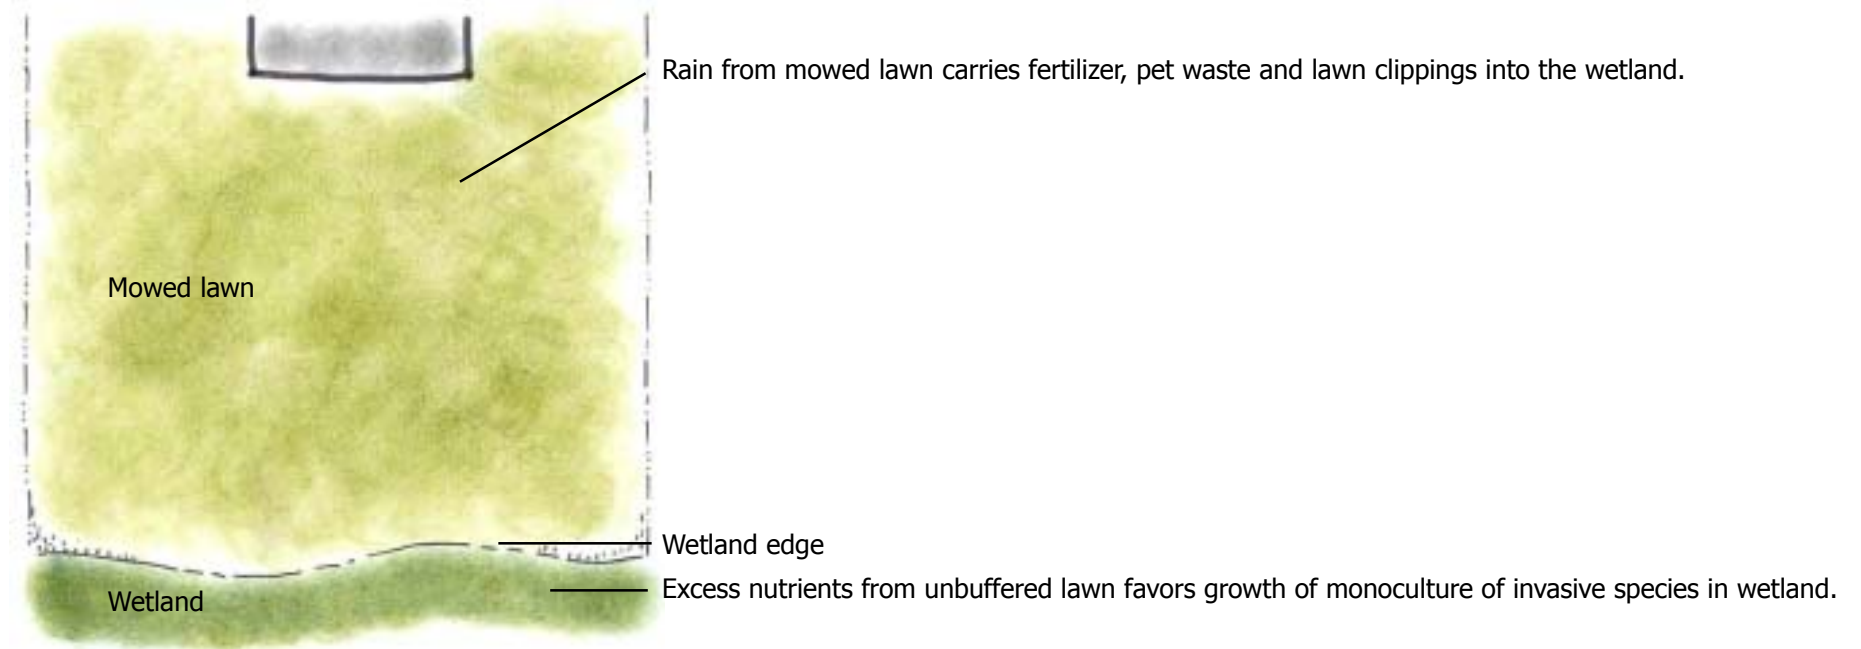 Rain from mowed lawn carries fertilizer, pet waste and lawn clippings into the wetland.
Mowed lawn
Wetland edge
Excess nutrients from unbuffered lawn favors growth of monoculture of invasive species in wetland.
Wetland